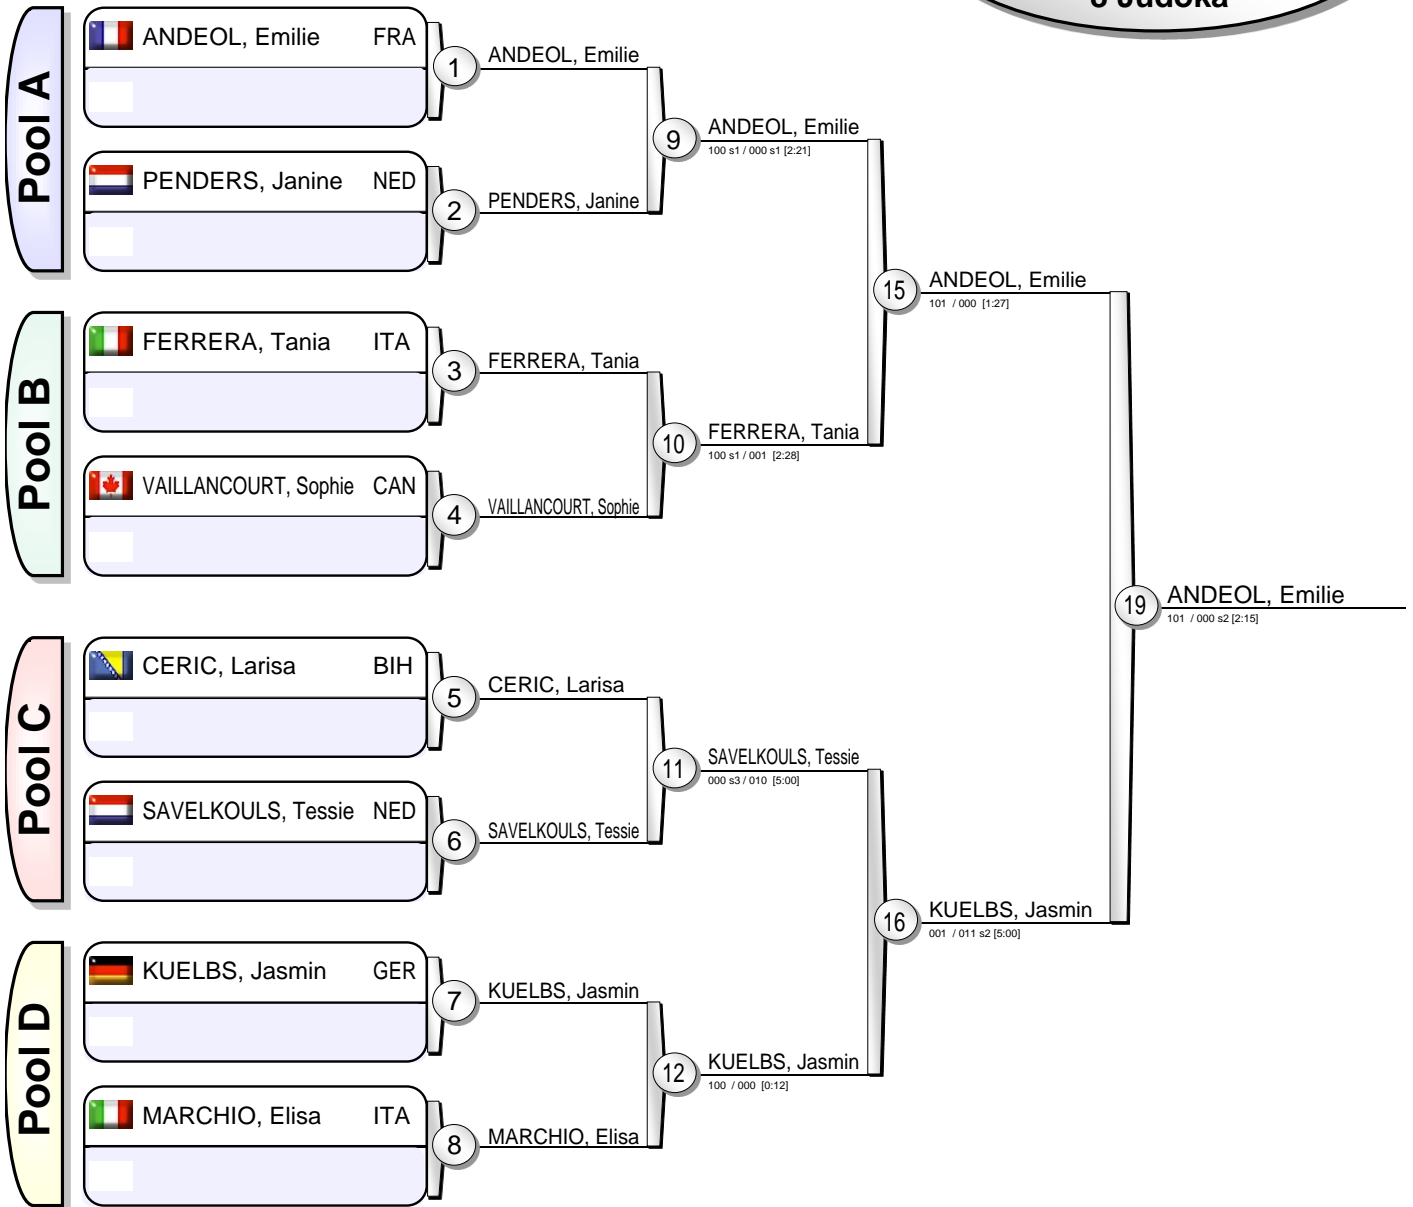 8 Judoka
Pool A
ANDEOL, Emilie FRA
1
ANDEOL, Emilie
PENDERS, Janine NED
2
PENDERS, Janine
9
ANDEOL, Emilie
100 s1 / 000 s1 [2:21]
Pool B
FERRERA, Tania ITA
3
FERRERA, Tania
VAILLANCOURT, Sophie CAN
4
VAILLANCOURT, Sophie
10
FERRERA, Tania
100 s1 / 001 [2:28]
15
ANDEOL, Emilie
101 / 000 [1:27]
Pool C
CERIC, Larisa BIH
5
CERIC, Larisa
SAVELKOULS, Tessie NED
6
SAVELKOULS, Tessie
11
SAVELKOULS, Tessie
000 s3 / 010 [5:00]
Pool D
KUELBS, Jasmin GER
7
KUELBS, Jasmin
MARCHIO, Elisa ITA
8
MARCHIO, Elisa
12
KUELBS, Jasmin
100 / 000 [0:12]
16
KUELBS, Jasmin
001 / 011 s2 [5:00]
19
ANDEOL, Emilie
101 / 000 s2 [2:15]